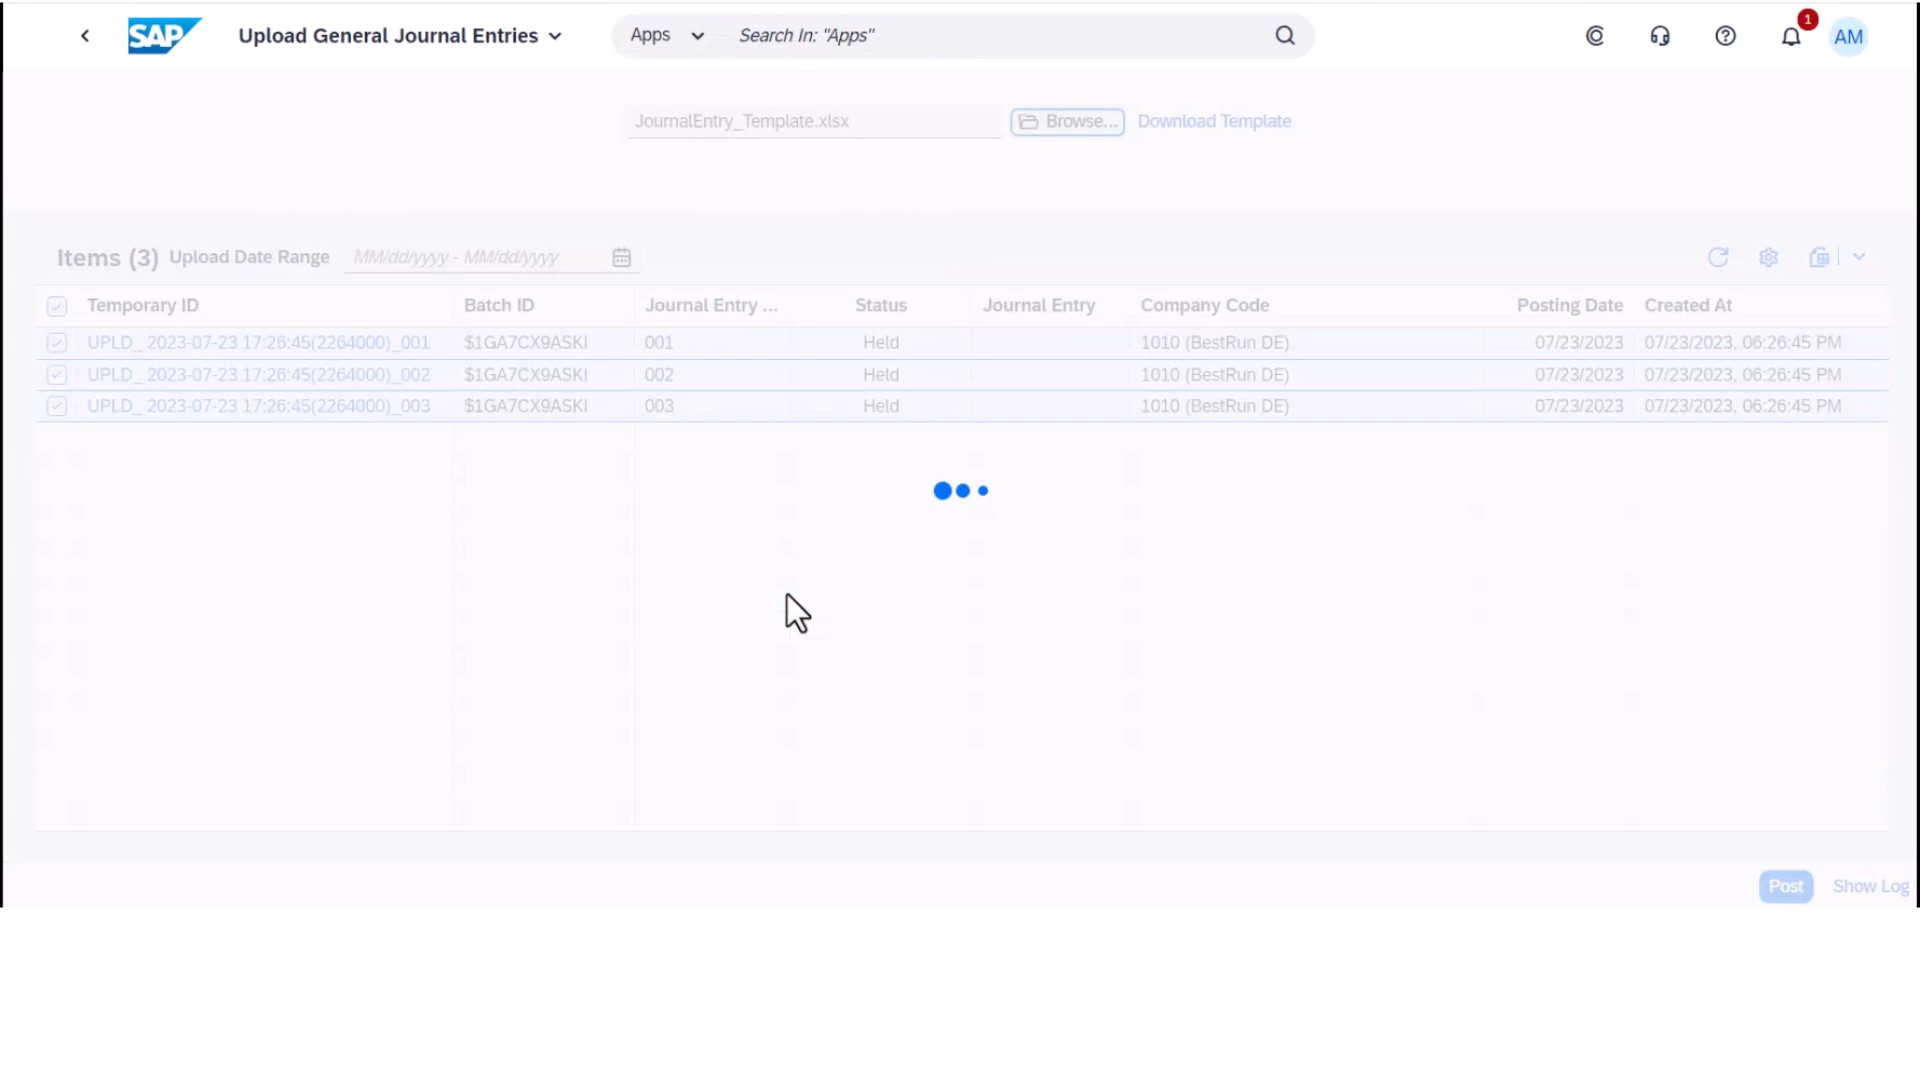 SAP Upload General Journal Entries Apps Search In: "Apps" 1 AM
JournalEntry_Template.xlsx Browse... Download Template
Items (3) Upload Date Range MM/dd/yyyy - MM/dd/yyyy
Temporary ID Batch ID Journal Entry ... Status Journal Entry Company Code Posting Date Created At
UPLD_ 2023-07-23 17:26:45(2264000)_001 $1GA7CX9ASKI 001 Held 1010 (BestRun DE) 07/23/2023 07/23/2023, 06:26:45 PM
UPLD_ 2023-07-23 17:26:45(2264000)_002 $1GA7CX9ASKI 002 Held 1010 (BestRun DE) 07/23/2023 07/23/2023, 06:26:45 PM
UPLD_ 2023-07-23 17:26:45(2264000)_003 $1GA7CX9ASKI 003 Held 1010 (BestRun DE) 07/23/2023 07/23/2023, 06:26:45 PM
Post Show Log